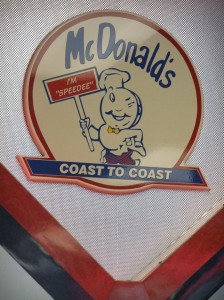 McDonald's
I'M
"SPEEDEE"
COAST TO COAST